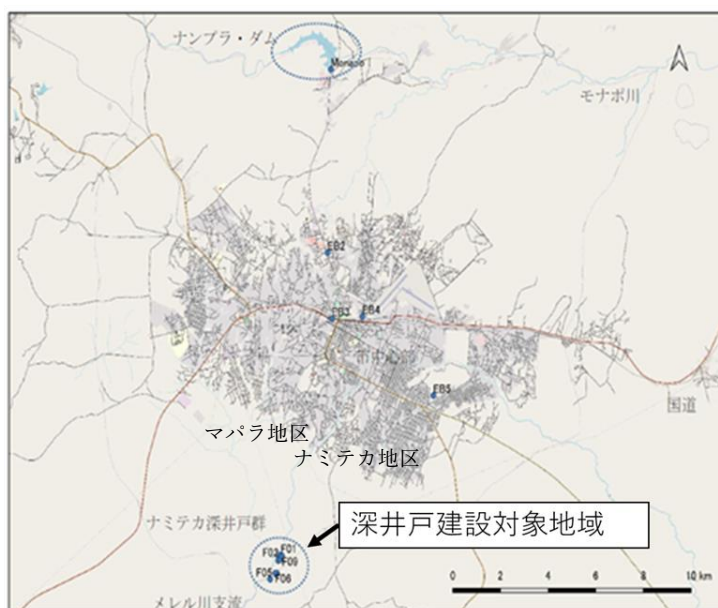 ナンプラ・ダム
Monapo
モナポ川
EB2
EB3
EB4
市中心部
EB5
国道
マパラ地区
ナミテカ地区
ナミテカ深井戸群
深井戸建設対象地域
F01
F03
F09
F05
F06
メレル川支流
0 2 4 6 8 10 km